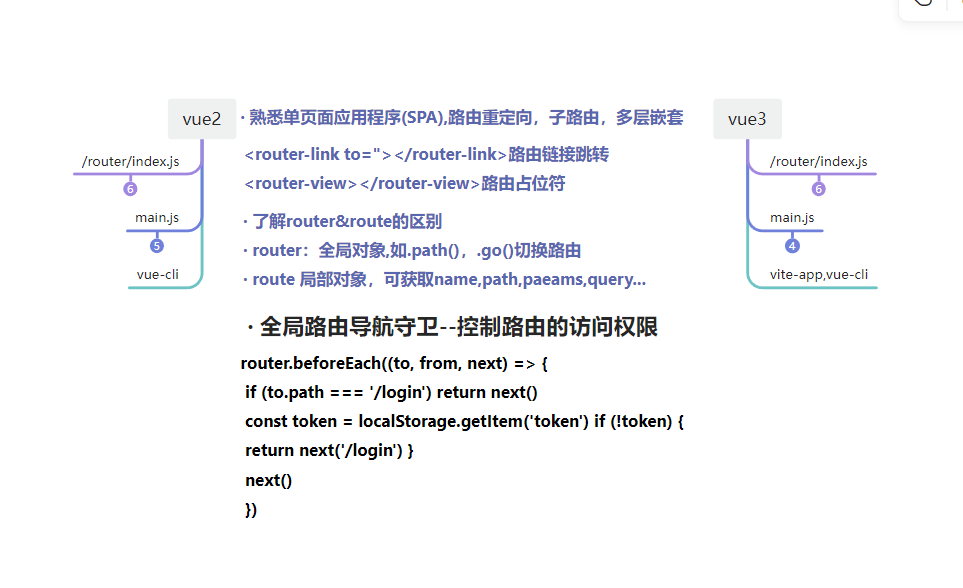 vue2
/router/index.js
6
main.js
5
vue-cli
· 熟悉单页面应用程序(SPA),路由重定向，子路由，多层嵌套
<router-link to=''></router-link>路由链接跳转
<router-view></router-view>路由占位符
· 了解router&route的区别
· router：全局对象,如.path()，.go()切换路由
· route 局部对象，可获取name,path,paeams,query...
· 全局路由导航守卫--控制路由的访问权限
router.beforeEach((to, from, next) => {
if (to.path === '/login') return next()
const token = localStorage.getItem('token') if (!token) {
return next('/login') }
next()
})
vue3
/router/index.js
6
main.js
4
vite-app,vue-cli